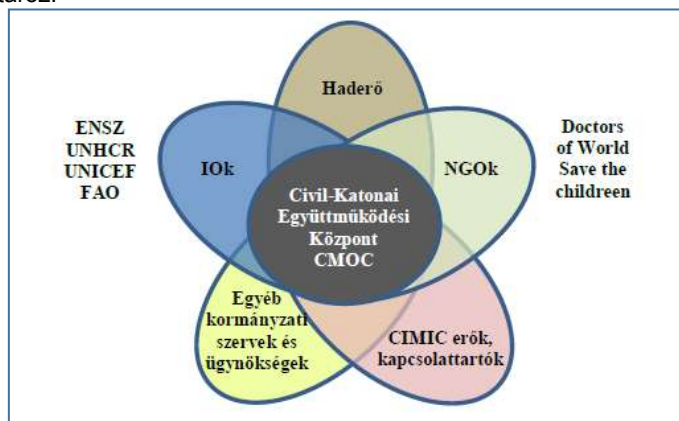 Haderő
ENSZ
UNHCR
UNICEF
FAO
IOk
NGOk
Doctors
of World
Save the
childreen
Civil-Katonai
Együttműködési
Központ
CMOC
Egyéb
kormányzati
szervek és
ügynökségek
CIMIC erők,
kapcsolattartók